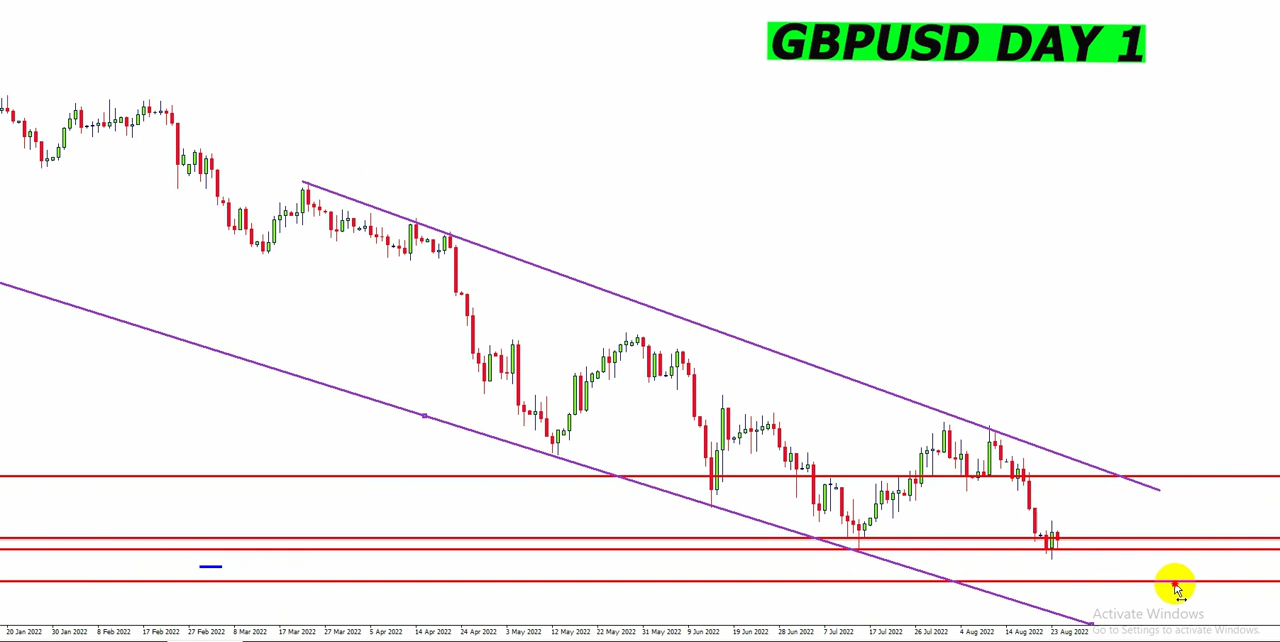 GBPUSD DAY 1
Activate Windows
Go to Settings to activate Windows.
20 Jan 2022 30 Jan 2022 8 Feb 2022 17 Feb 2022 27 Feb 2022 8 Mar 2022 17 Mar 2022 27 Mar 2022 5 Apr 2022 14 Apr 2022 24 Apr 2022 3 May 2022 12 May 2022 22 May 2022 31 May 2022 9 Jun 2022 19 Jun 2022 28 Jun 2022 7 Jul 2022 17 Jul 2022 26 Jul 2022 4 Aug 2022 14 Aug 2022 23 Aug 2022